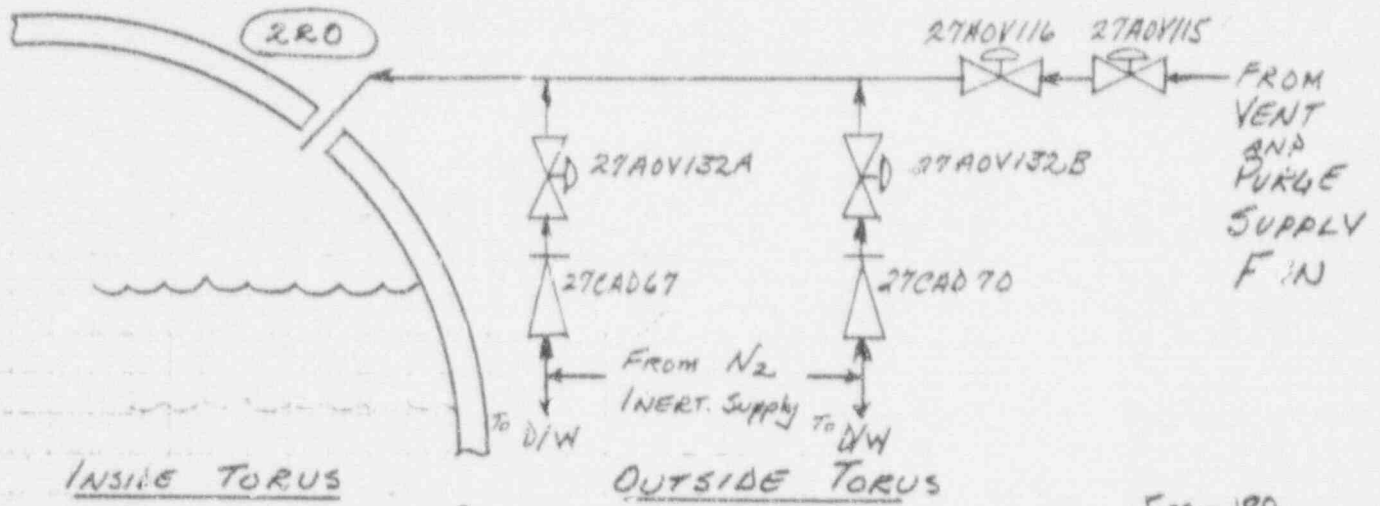 220
27AOV116 27AOV115
FROM
VENT
AND
PURGE
SUPPLY
27AOV132A
27AOV132B
27CAD67
27CAD70
From N2
INERT. Supply
To D/W
To D/W
INSIDE TORUS
OUTSIDE TORUS